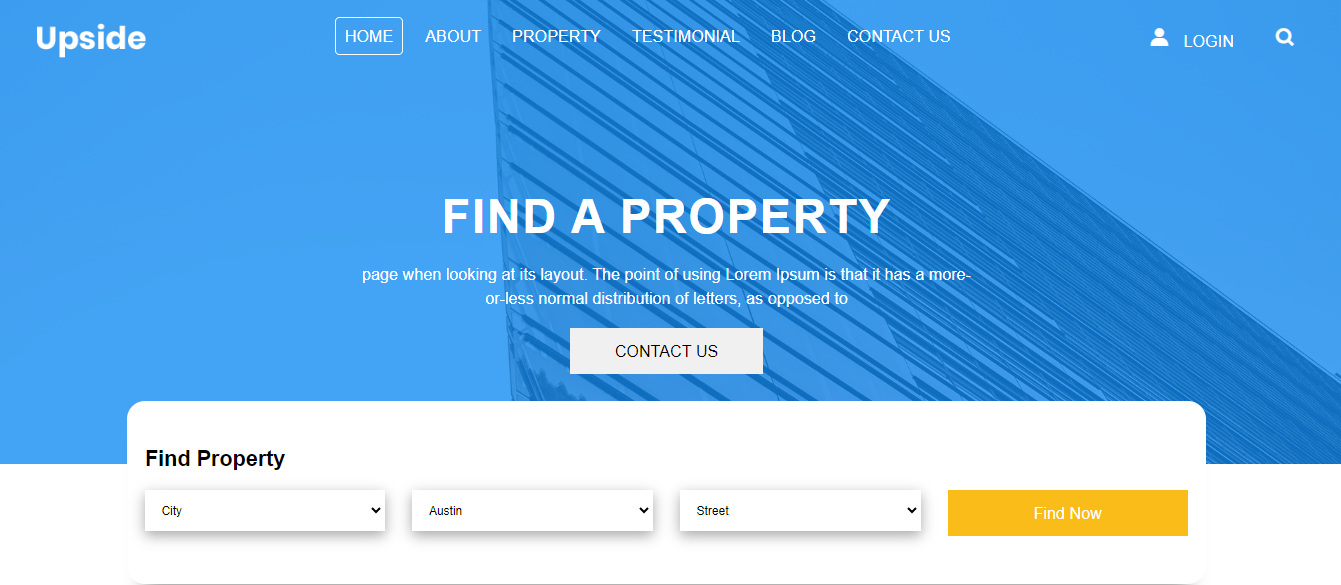 Upside
HOME ABOUT PROPERTY TESTIMONIAL BLOG CONTACT US LOGIN
FIND A PROPERTY
page when looking at its layout. The point of using Lorem Ipsum is that it has a more-
or-less normal distribution of letters, as opposed to
CONTACT US
Find Property
City Austin Street Find Now